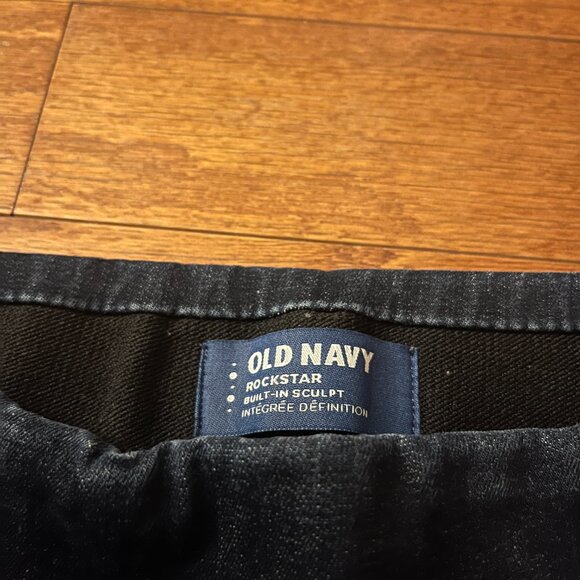 OLD NAVY
ROCKSTAR
BUILT-IN SCULPT
INTÉGRÉE DÉFINITION